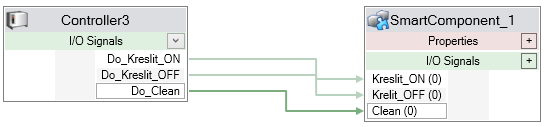 Controller3
I/O Signals
Do_Kreslit_ON
Do_Kreslit_OFF
Do_Clean
SmartComponent_1
Properties +
I/O Signals +
Kreslit_ON (0)
Krelit_OFF (0)
Clean (0)